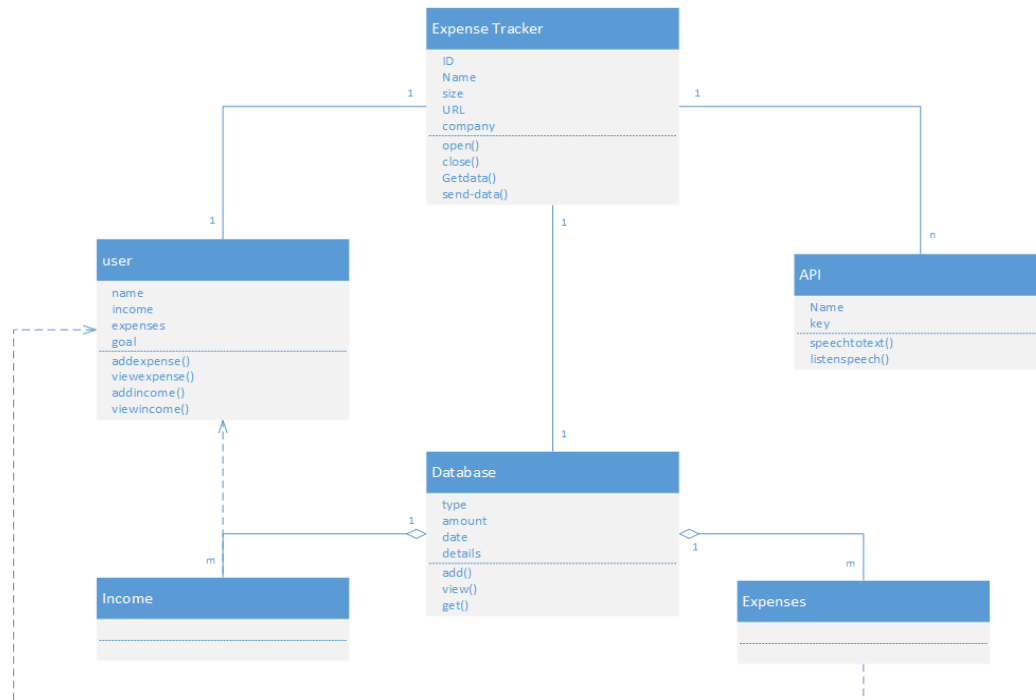 Expense Tracker
ID
Name
size
URL
company
open()
close()
Getdata()
send-data()
1
1
1
1
1
n
user
name
income
expenses
goal
addexpense()
viewexpense()
addincome()
viewincome()
API
Name
key
speechtotext()
listenspeech()
1
Database
type
amount
date
details
add()
view()
get()
1
m
1
m
Income
Expenses